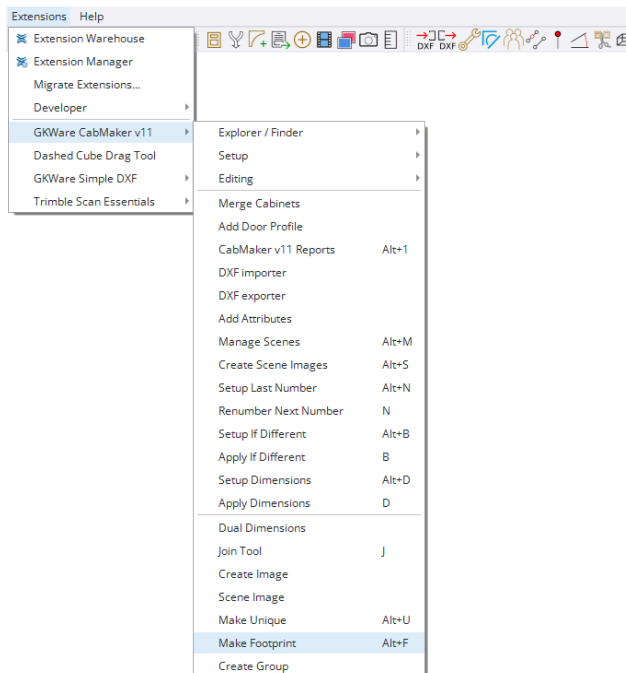 Extensions Help
Extension Warehouse
Extension Manager
Migrate Extensions...
Developer
GKWare CabMaker v11
Dashed Cube Drag Tool
GKWare Simple DXF
Trimble Scan Essentials
DXF DXF
Explorer / Finder
Setup
Editing
Merge Cabinets
Add Door Profile
CabMaker v11 Reports Alt+1
DXF importer
DXF exporter
Add Attributes
Manage Scenes Alt+M
Create Scene Images Alt+S
Setup Last Number Alt+N
Renumber Next Number N
Setup If Different Alt+B
Apply If Different B
Setup Dimensions Alt+D
Apply Dimensions D
Dual Dimensions
Join Tool J
Create Image
Scene Image
Make Unique Alt+U
Make Footprint Alt+F
Create Group